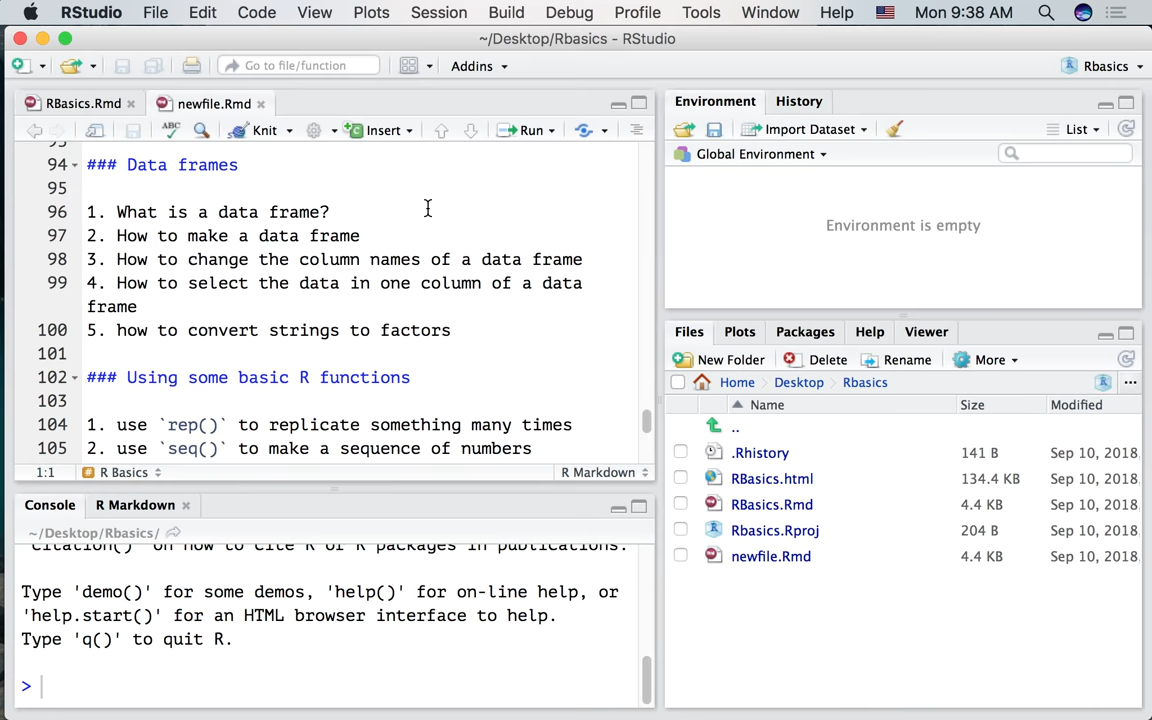 RStudio File Edit Code View Plots Session Build Debug Profile Tools Window Help Mon 9:38 AM
~/Desktop/Rbasics - RStudio
Go to file/function Addins Rbasics
RBasics.Rmd newfile.Rmd
ABC Knit Insert Run
94 ### Data frames
95
96 1. What is a data frame?
97 2. How to make a data frame
98 3. How to change the column names of a data frame
99 4. How to select the data in one column of a data
frame
100 5. how to convert strings to factors
101
102 ### Using some basic R functions
103
104 1. use `rep()` to replicate something many times
105 2. use `seq()` to make a sequence of numbers
1:1 R Basics R Markdown
Console R Markdown
~/Desktop/Rbasics/
'citation()' on how to cite R or R packages in publications.
Type 'demo()' for some demos, 'help()' for on-line help, or
'help.start()' for an HTML browser interface to help.
Type 'q()' to quit R.
>
Environment History
Import Dataset List
Global Environment
Environment is empty
Files Plots Packages Help Viewer
New Folder Delete Rename More
Home Desktop Rbasics
Name Size Modified
..
.Rhistory 141 B Sep 10, 2018,
RBasics.html 134.4 KB Sep 10, 2018,
RBasics.Rmd 4.4 KB Sep 10, 2018,
Rbasics.Rproj 204 B Sep 10, 2018,
newfile.Rmd 4.4 KB Sep 10, 2018,